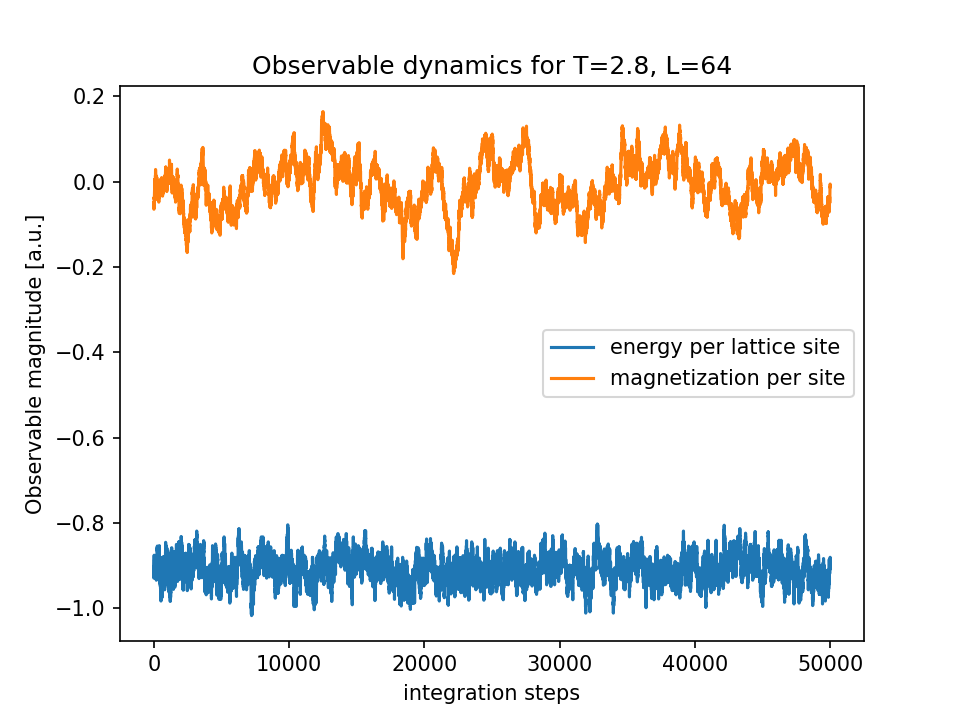 Observable dynamics for T=2.8, L=64
Observable magnitude [a.u.]
0.2
0.0
−0.2
−0.4
−0.6
−0.8
−1.0
energy per lattice site
magnetization per site
0 10000 20000 30000 40000 50000
integration steps